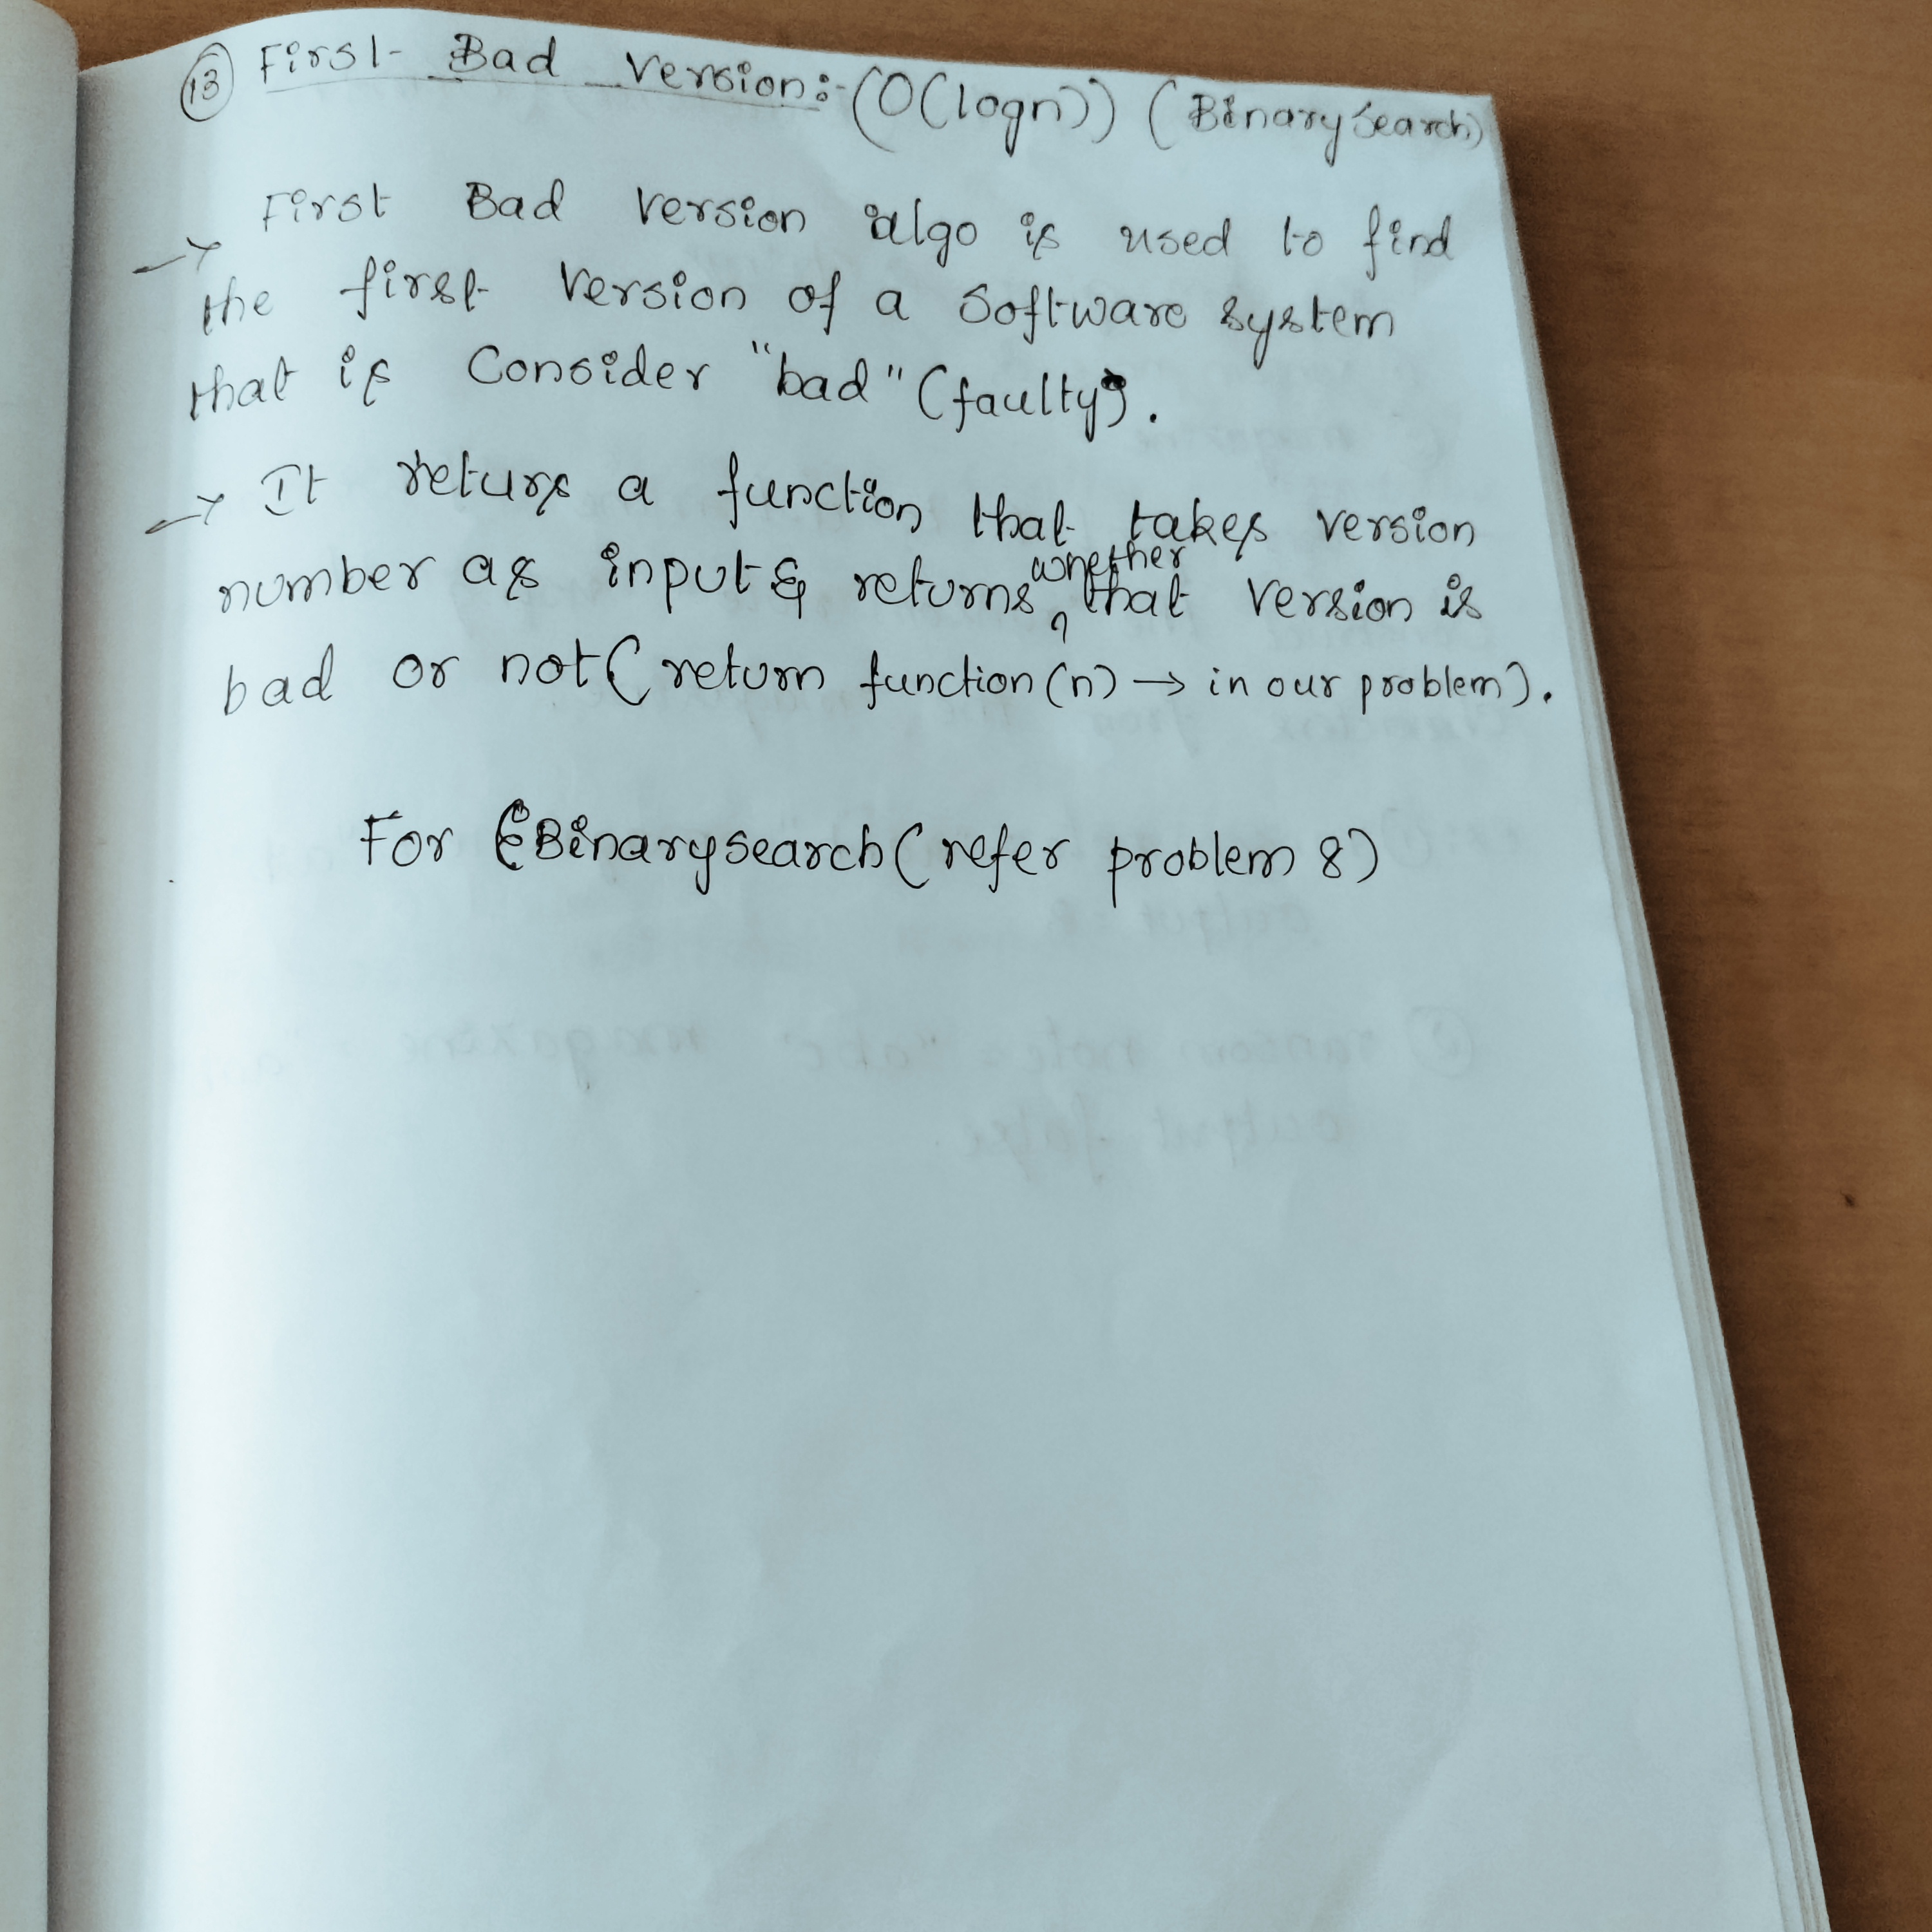 13 First Bad Version:- (O(logn)) (Binary Search)
→ First Bad Version algo is used to find
the first Version of a Software system
that is Consider "bad" (faulty).
→ It returs a function that takes version
number as input & returns whether that Version is
bad or not (return function(n) → in our problem).
For Binarysearch (refer problem 8)